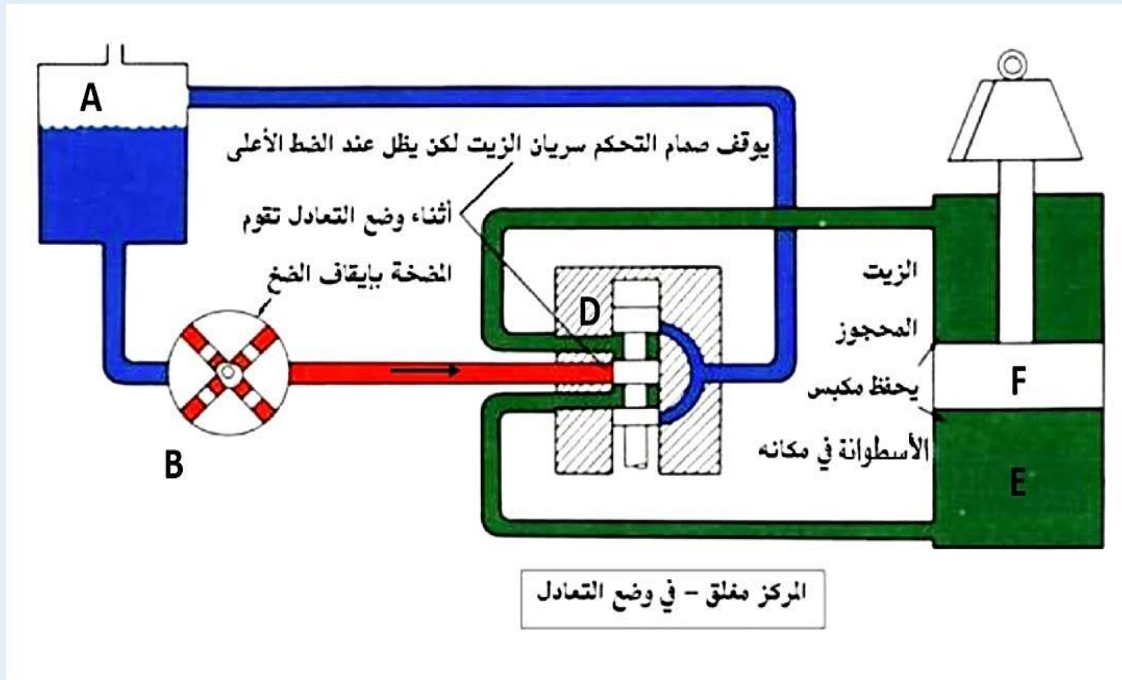 A
يوقف صمام التحكم سريان الزيت لكن يظل عند الضط الأعلى
أثناء وضع التعادل تقوم
المضخة بإيقاف الضخ
B
D
الزيت
المحجوز
يحفظ مكبس
الأسطوانة في مكانه
F
E
المركز مغلق - في وضع التعادل